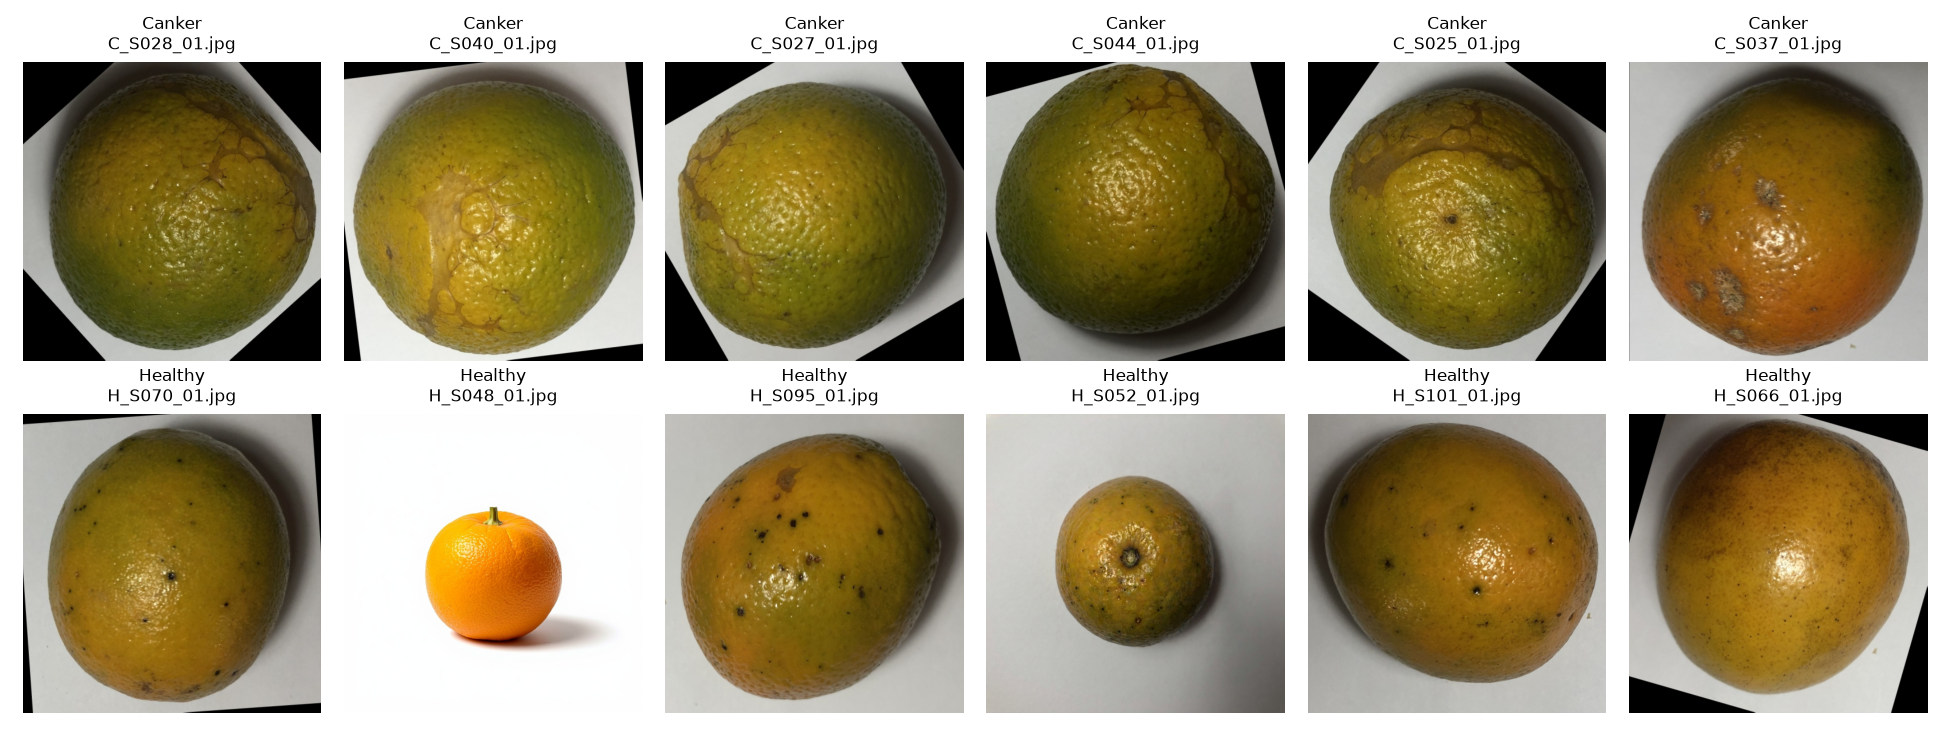 Canker
C_S028_01.jpg
Canker
C_S040_01.jpg
Canker
C_S027_01.jpg
Canker
C_S044_01.jpg
Canker
C_S025_01.jpg
Canker
C_S037_01.jpg
Healthy
H_S070_01.jpg
Healthy
H_S048_01.jpg
Healthy
H_S095_01.jpg
Healthy
H_S052_01.jpg
Healthy
H_S101_01.jpg
Healthy
H_S066_01.jpg